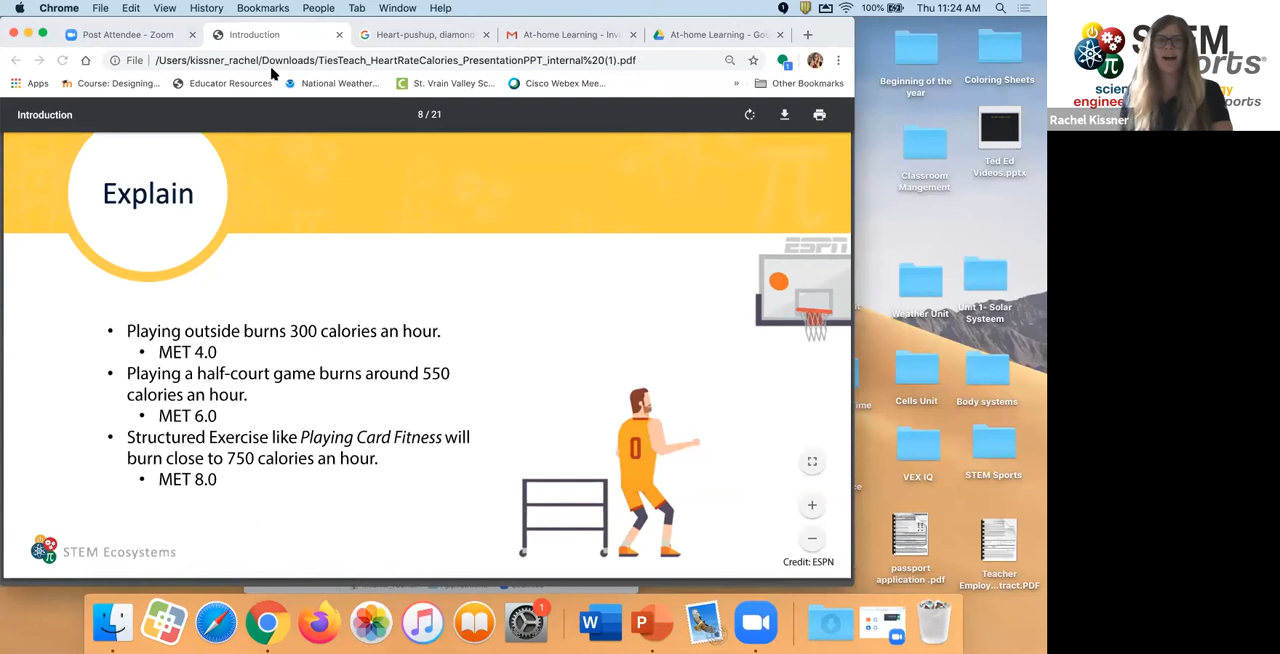 Chrome File Edit View History Bookmarks People Tab Window Help 100% Thu 11:24 AM
Post Attendee - Zoom Introduction Heart-pushup, diamond At-home Learning - Inv At-home Learning - Goo
File /Users/kissner_rachel/Downloads/TiesTeach_HeartRateCalories_PresentationPPT_internal%20(1).pdf
Apps Course: Designing... Educator Resources National Weather... St. Vrain Valley Sc... Cisco Webex Mee... » Other Bookmarks
Introduction 8 / 21
Explain
ESPN
• Playing outside burns 300 calories an hour.
• MET 4.0
• Playing a half-court game burns around 550
calories an hour.
• MET 6.0
• Structured Exercise like Playing Card Fitness will
burn close to 750 calories an hour.
• MET 8.0
0
STEM Ecosystems
Credit: ESPN
Beginning of the
year
Coloring Sheets
Classroom
Mangement
Ted Ed
Videos.pptx
Weather Unit
Unit 1- Solar
Systeem
Cells Unit
Body systems
VEX IQ
STEM Sports
passport
application .pdf
Teacher
Employ...tract.PDF
1
W
P
Rachel Kissner